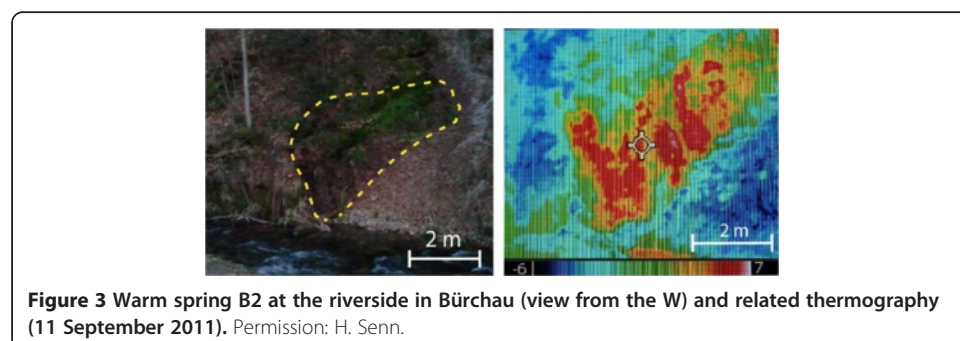 2 m
2 m
-6
7
Figure 3 Warm spring B2 at the riverside in Bürchau (view from the W) and related thermography
(11 September 2011). Permission: H. Senn.